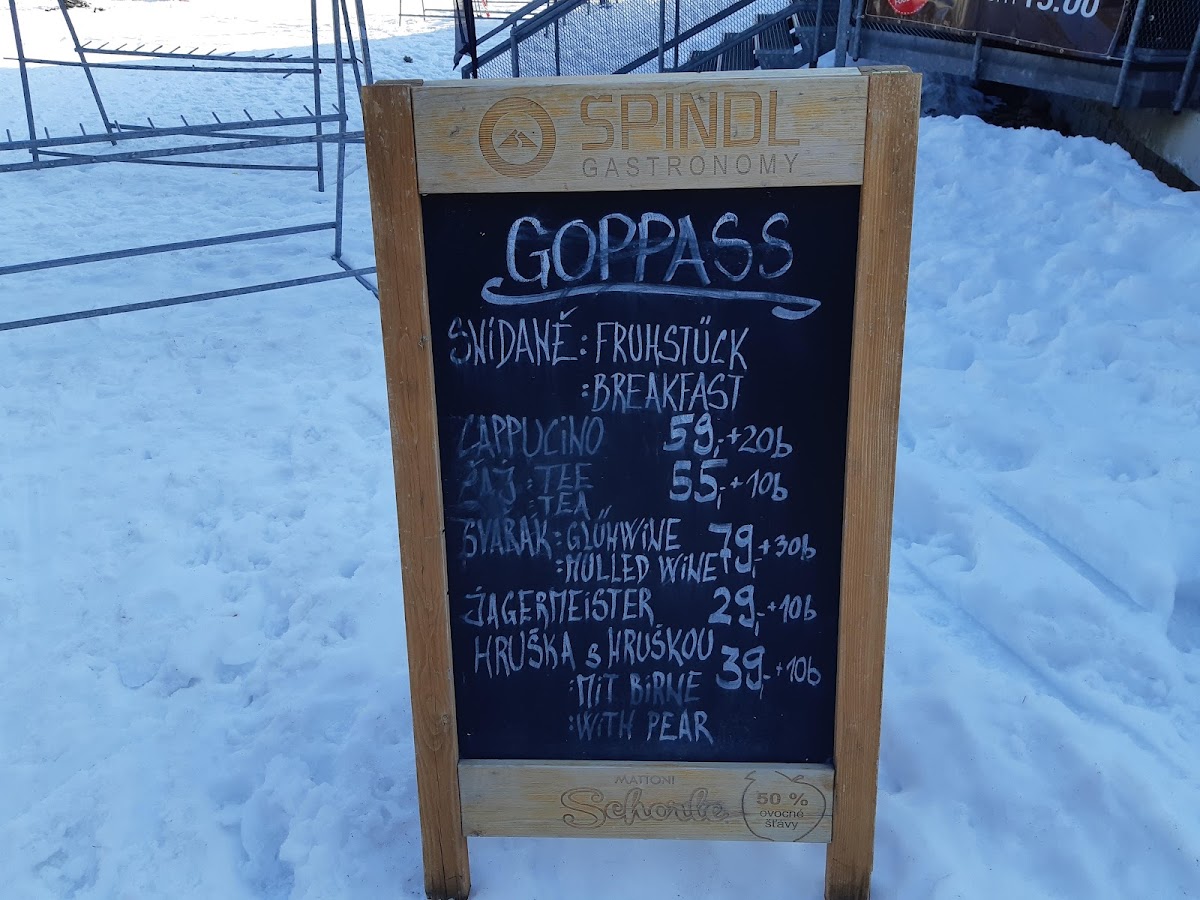 SPINDL
GASTRONOMY
GOPPASS
SNÍDANĚ : FRUHSTÜCK
: BREAKFAST
CAPPUCINO 59,- +20b
ČAJ : TEE 55,- +10b
: TEA
SVAŘÁK : GLÜHWINE 79,- +30b
: MULLED WINE
JÄGERMEISTER 29,- +10b
HRUŠKA s HRUŠKOU 39,- +10b
: MIT BIRNE
: WITH PEAR
MATTONI
Schorle
50 %
ovocné
šťávy